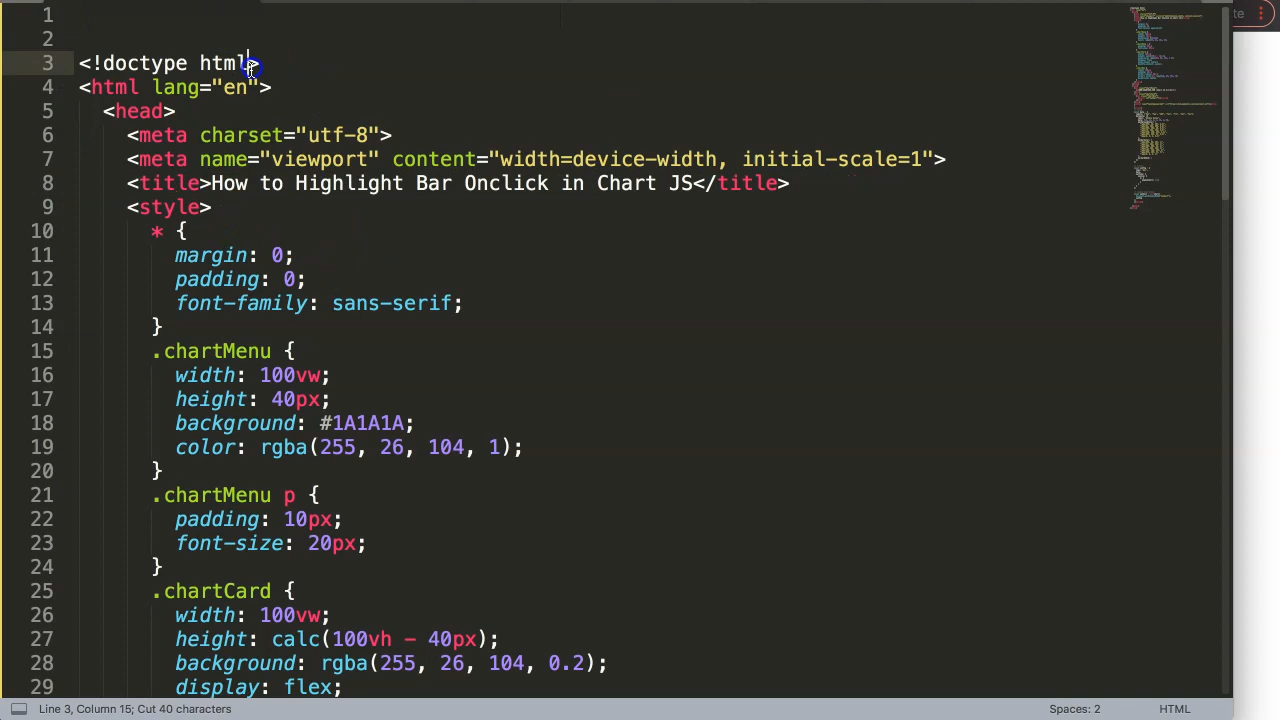 1
2
3 <!doctype html>
4 <html lang="en">
5 <head>
6 <meta charset="utf-8">
7 <meta name="viewport" content="width=device-width, initial-scale=1">
8 <title>How to Highlight Bar Onclick in Chart JS</title>
9 <style>
10 * {
11 margin: 0;
12 padding: 0;
13 font-family: sans-serif;
14 }
15 .chartMenu {
16 width: 100vw;
17 height: 40px;
18 background: #1A1A1A;
19 color: rgba(255, 26, 104, 1);
20 }
21 .chartMenu p {
22 padding: 10px;
23 font-size: 20px;
24 }
25 .chartCard {
26 width: 100vw;
27 height: calc(100vh - 40px);
28 background: rgba(255, 26, 104, 0.2);
29 display: flex;
Line 3, Column 15; Cut 40 characters
Spaces: 2
HTML